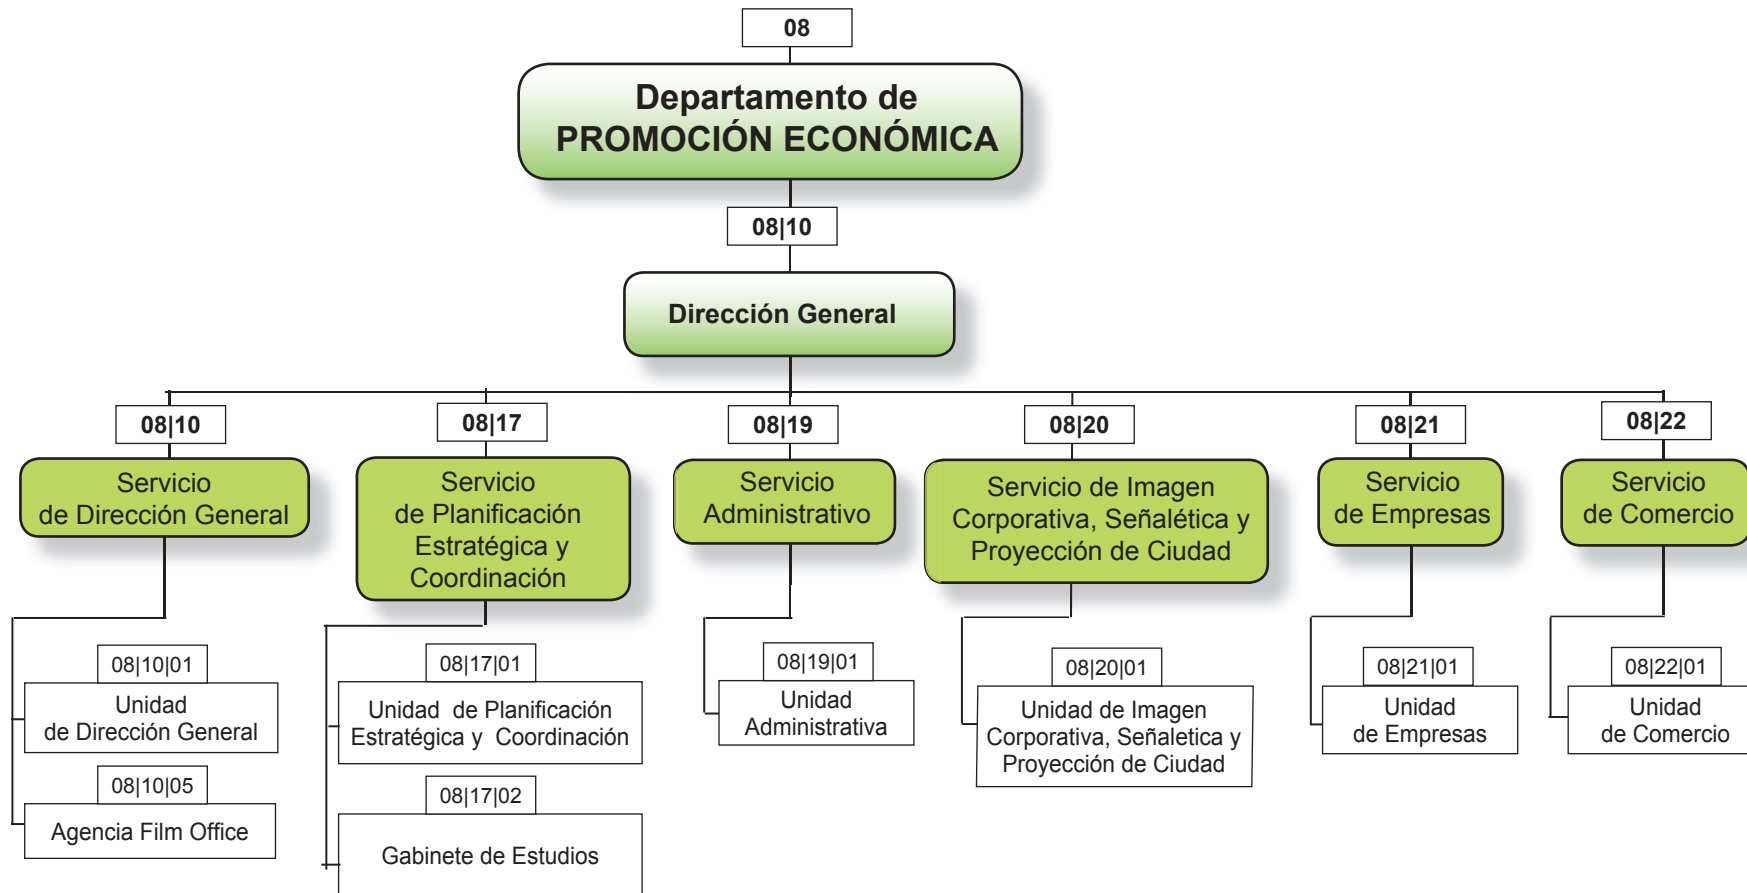 08
Departamento de
PROMOCIÓN ECONÓMICA
08|10
Dirección General
08|10
Servicio
de Dirección General
08|10|01
Unidad
de Dirección General
08|10|05
Agencia Film Office
08|17
Servicio
de Planificación
Estratégica y
Coordinación
08|17|01
Unidad de Planificación
Estratégica y Coordinación
08|17|02
Gabinete de Estudios
08|19
Servicio
Administrativo
08|19|01
Unidad
Administrativa
08|20
Servicio de Imagen
Corporativa, Señalética y
Proyección de Ciudad
08|20|01
Unidad de Imagen
Corporativa, Señaletica y
Proyección de Ciudad
08|21
Servicio
de Empresas
08|21|01
Unidad
de Empresas
08|22
Servicio
de Comercio
08|22|01
Unidad
de Comercio